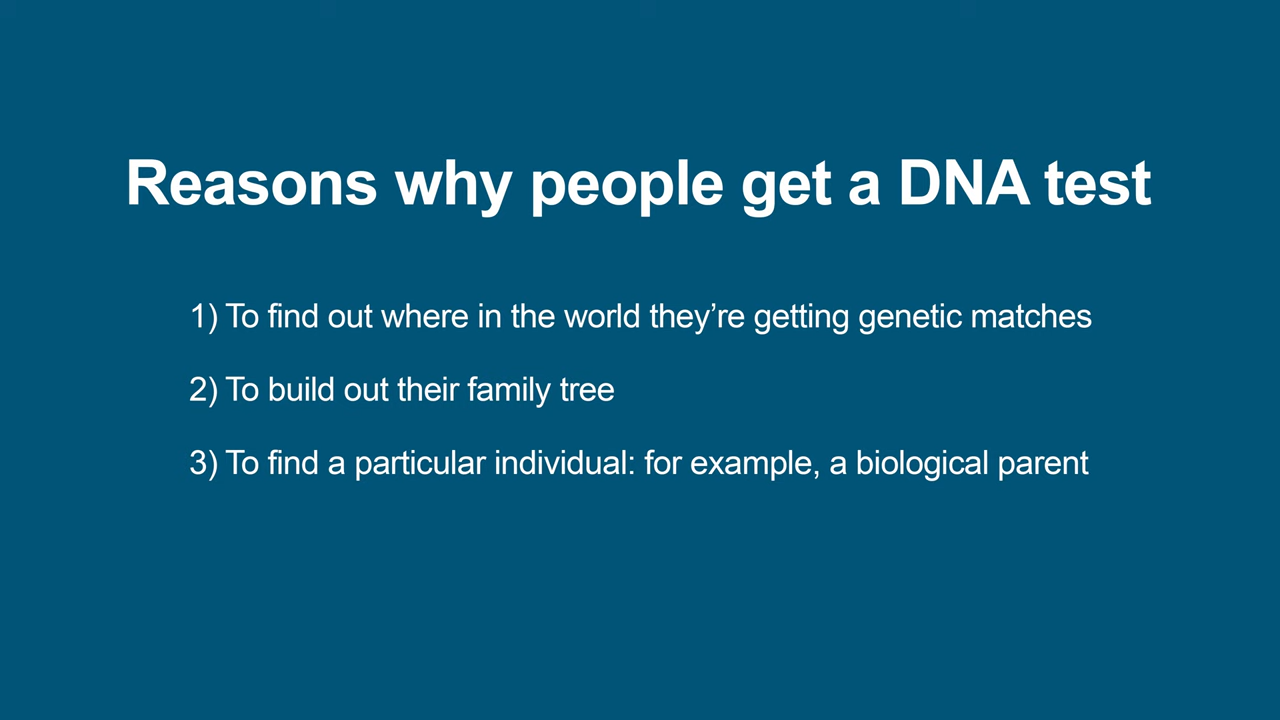 Reasons why people get a DNA test
1) To find out where in the world they’re getting genetic matches
2) To build out their family tree
3) To find a particular individual: for example, a biological parent